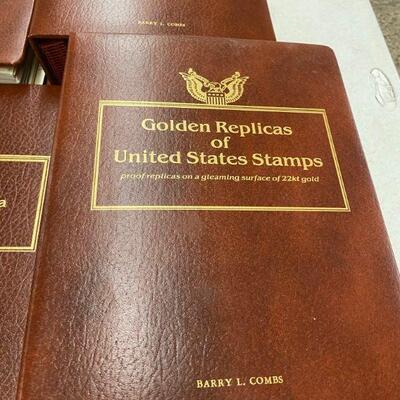 BARRY L. COMBS
Golden Replicas
of
United States Stamps
proof replicas on a gleaming surface of 22kt gold
a
BARRY L. COMBS